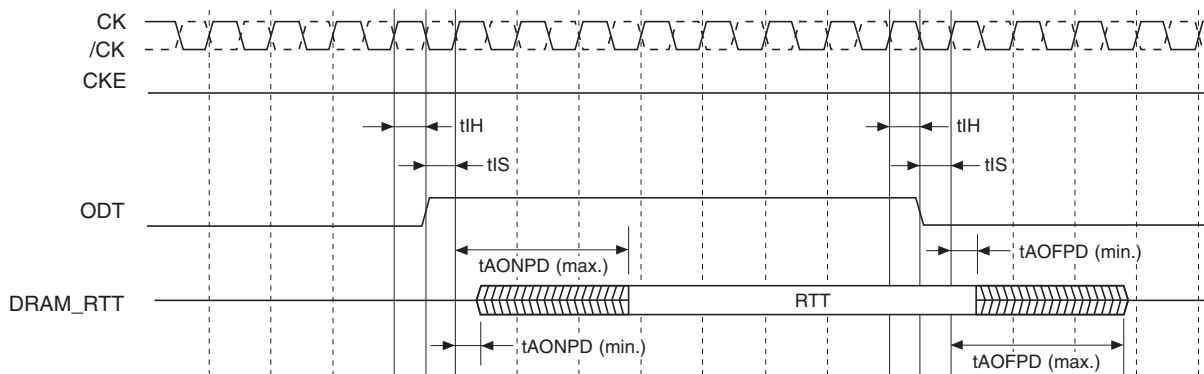 CK
/CK
CKE
tIH
tIH
tIS
tIS
ODT
tAONPD (max.)
tAOFPD (min.)
DRAM_RTT
RTT
tAONPD (min.)
tAOFPD (max.)